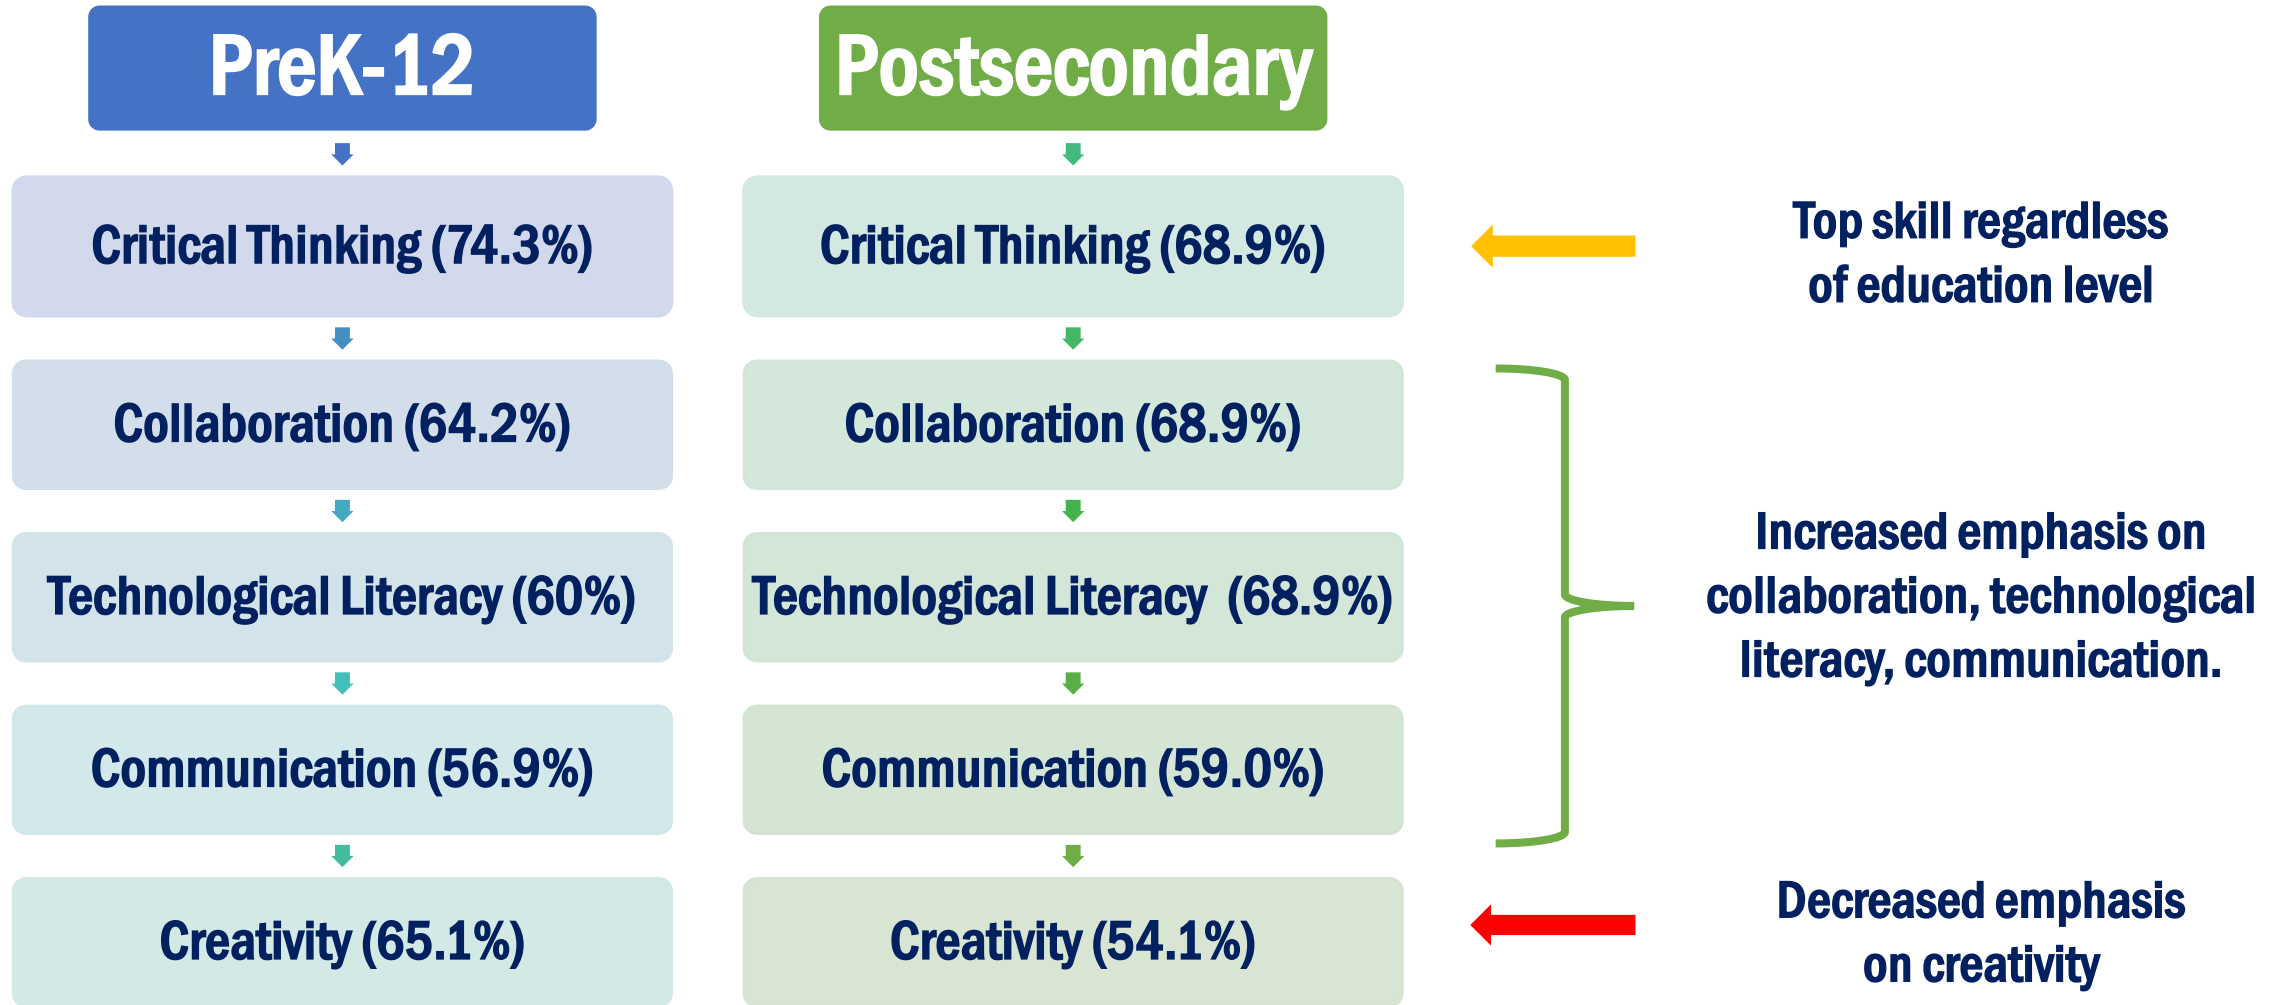 PreK-12
Critical Thinking (74.3%)
Collaboration (64.2%)
Technological Literacy (60%)
Communication (56.9%)
Creativity (65.1%)
Postsecondary
Critical Thinking (68.9%)
Collaboration (68.9%)
Technological Literacy (68.9%)
Communication (59.0%)
Creativity (54.1%)
Top skill regardless
of education level
Increased emphasis on
collaboration, technological
literacy, communication.
Decreased emphasis
on creativity